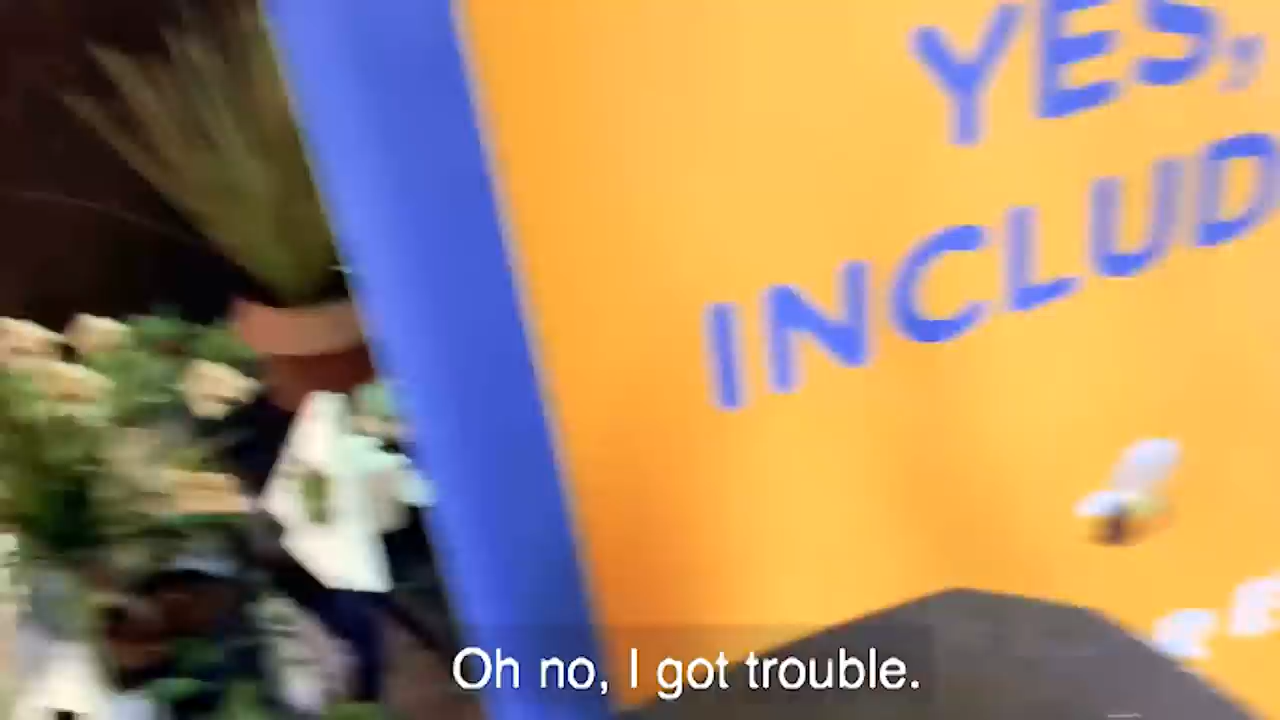 YES,
INCLUD
Oh no, I got trouble.